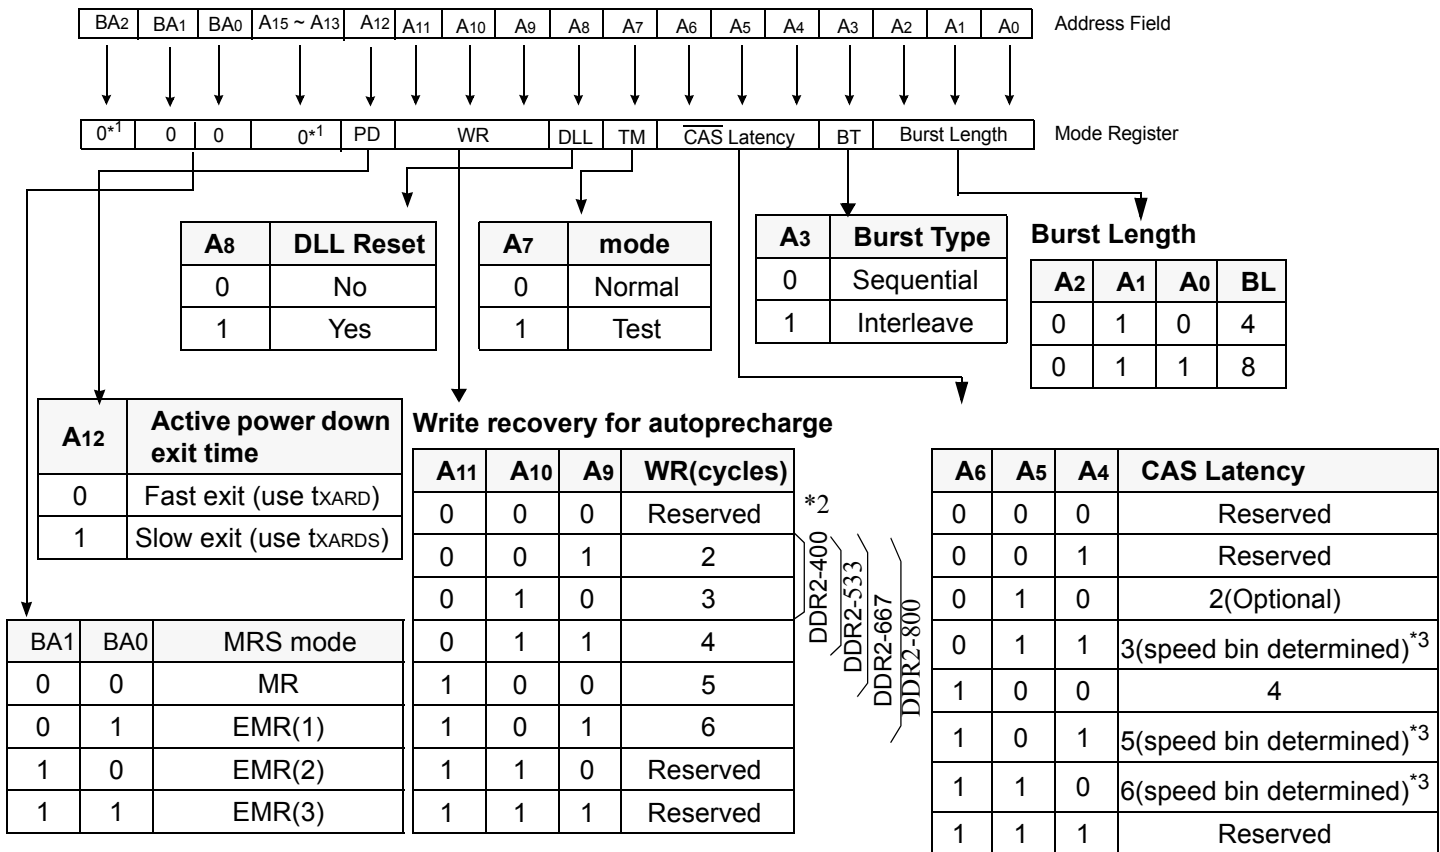 BA2 BA1 BA0 A15 ~ A13 A12 A11 A10 A9 A8 A7 A6 A5 A4 A3 A2 A1 A0 Address Field
0*1 0 0 0*1 PD WR DLL TM CAS Latency BT Burst Length Mode Register
A8 DLL Reset
0 No
1 Yes
A7 mode
0 Normal
1 Test
A3 Burst Type
0 Sequential
1 Interleave
Burst Length
A2 A1 A0 BL
0 1 0 4
0 1 1 8
A12 Active power down
exit time
0 Fast exit (use tXARD)
1 Slow exit (use tXARDS)
BA1 BA0 MRS mode
0 0 MR
0 1 EMR(1)
1 0 EMR(2)
1 1 EMR(3)
Write recovery for autoprecharge
A11 A10 A9 WR(cycles)
0 0 0 Reserved *2
0 0 1 2
0 1 0 3
0 1 1 4
1 0 0 5
1 0 1 6
1 1 0 Reserved
1 1 1 Reserved
DDR2-400
DDR2-533
DDR2-667
DDR2-800
A6 A5 A4 CAS Latency
0 0 0 Reserved
0 0 1 Reserved
0 1 0 2(Optional)
0 1 1 3(speed bin determined)*3
1 0 0 4
1 0 1 5(speed bin determined)*3
1 1 0 6(speed bin determined)*3
1 1 1 Reserved